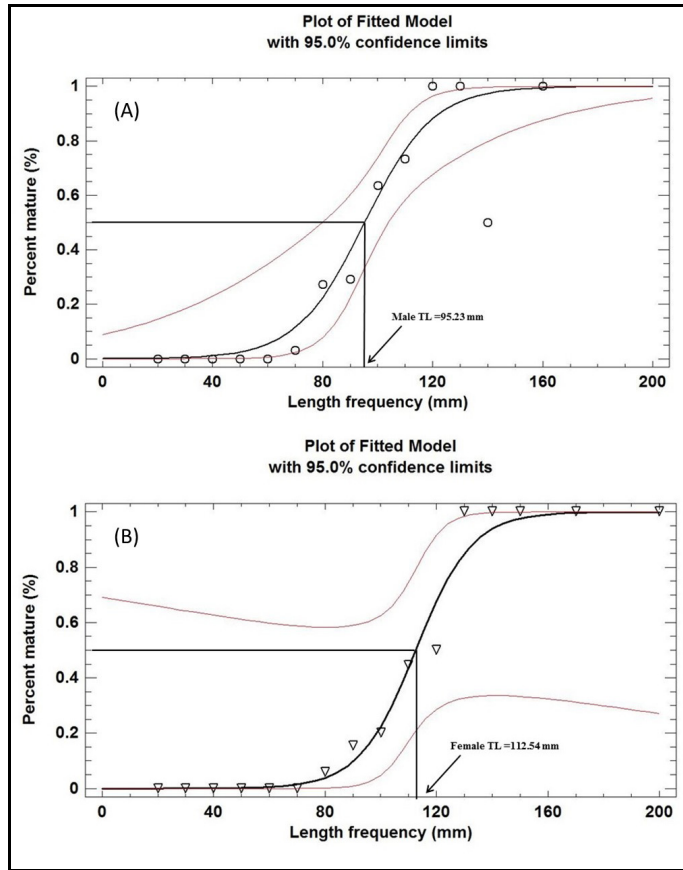 Plot of Fitted Model
with 95.0% confidence limits
(A)
Percent mature (%)
1
0.8
0.6
0.4
0.2
0
Male TL =95.23 mm
0 40 80 120 160 200
Length frequency (mm)
Plot of Fitted Model
with 95.0% confidence limits
(B)
Percent mature (%)
1
0.8
0.6
0.4
0.2
0
Female TL =112.54 mm
0 40 80 120 160 200
Length frequency (mm)